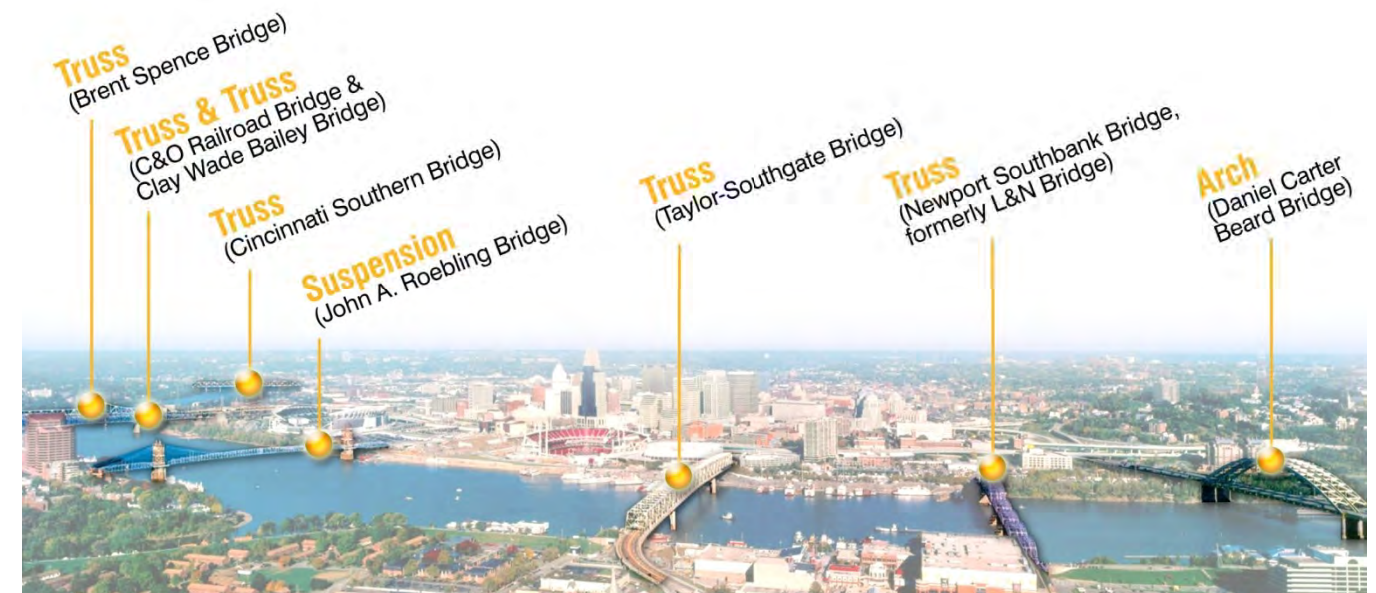 Truss
(Brent Spence Bridge)
Truss & Truss
(C&O Railroad Bridge &
Clay Wade Bailey Bridge)
Truss
(Cincinnati Southern Bridge)
Suspension
(John A. Roebling Bridge)
Truss
(Taylor-Southgate Bridge)
Truss
(Newport Southbank Bridge,
formerly L&N Bridge)
Arch
(Daniel Carter
Beard Bridge)